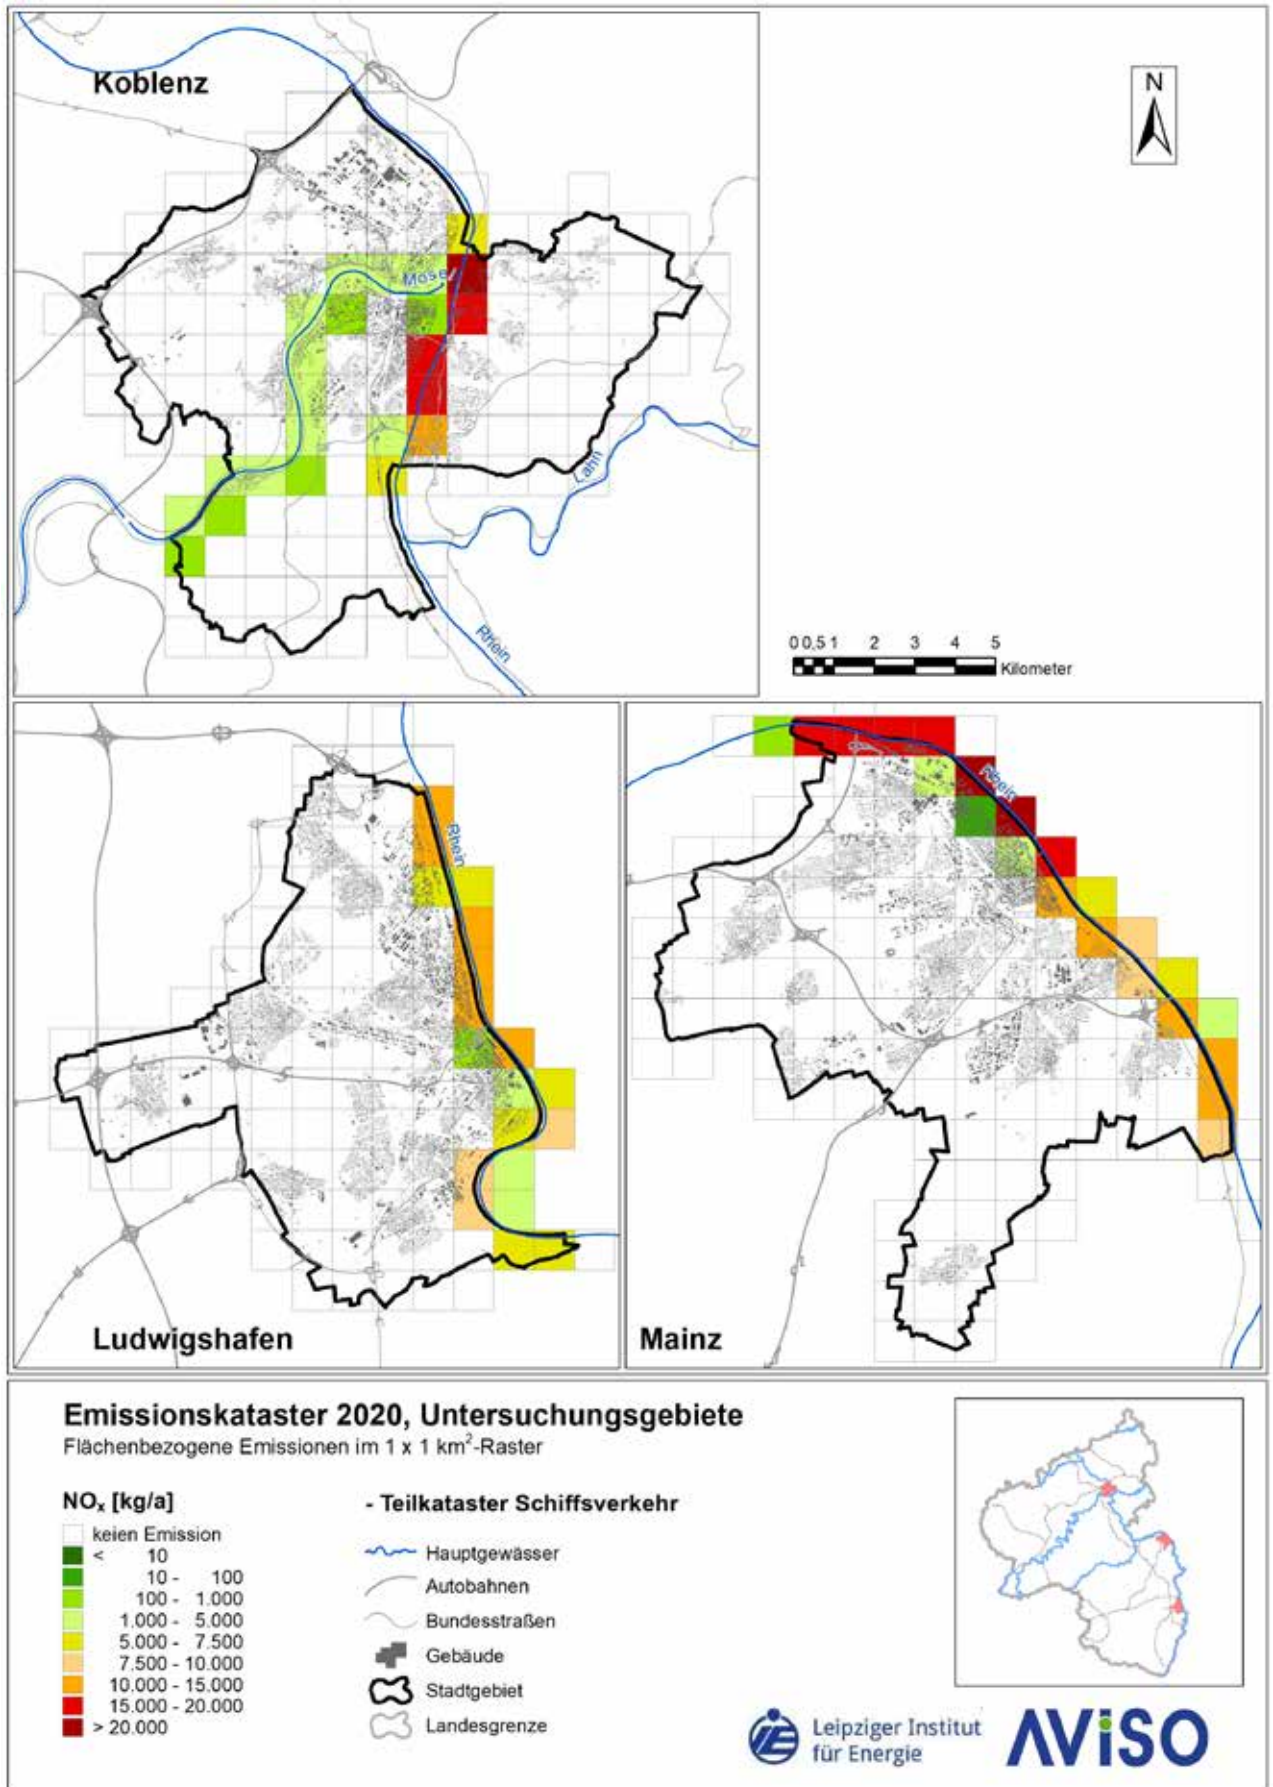 Koblenz
N
Mosel
Lahn
Rhein
0 0,5 1 2 3 4 5
Kilometer
Rhein
Ludwigshafen
Rhein
Mainz
Emissionskataster 2020, Untersuchungsgebiete
Flächenbezogene Emissionen im 1 x 1 km²-Raster
NOₓ [kg/a]
keien Emission
< 10
10 - 100
100 - 1.000
1.000 - 5.000
5.000 - 7.500
7.500 - 10.000
10.000 - 15.000
15.000 - 20.000
> 20.000
- Teilkataster Schiffsverkehr
Hauptgewässer
Autobahnen
Bundesstraßen
Gebäude
Stadtgebiet
Landesgrenze
Leipziger Institut
für Energie
AViSO